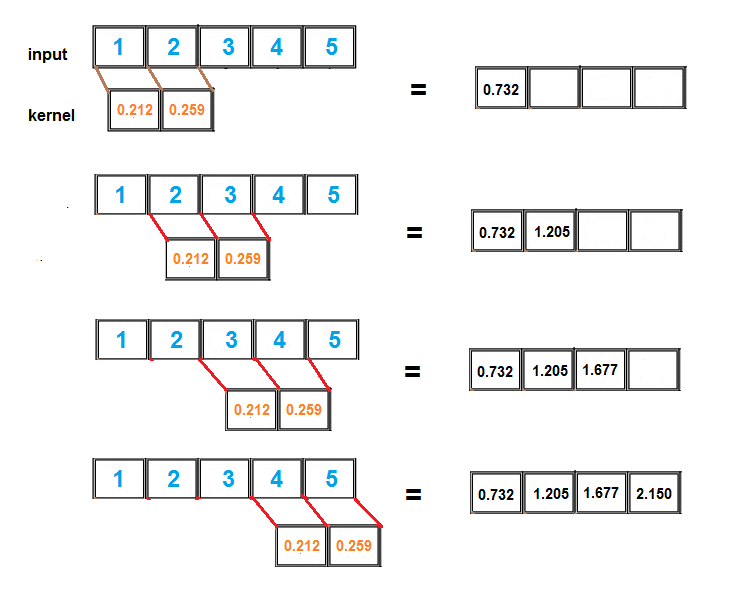 input 1 2 3 4 5
kernel 0.212 0.259 = 0.732
1 2 3 4 5
0.212 0.259 = 0.732 1.205
1 2 3 4 5
0.212 0.259 = 0.732 1.205 1.677
1 2 3 4 5
0.212 0.259 = 0.732 1.205 1.677 2.150